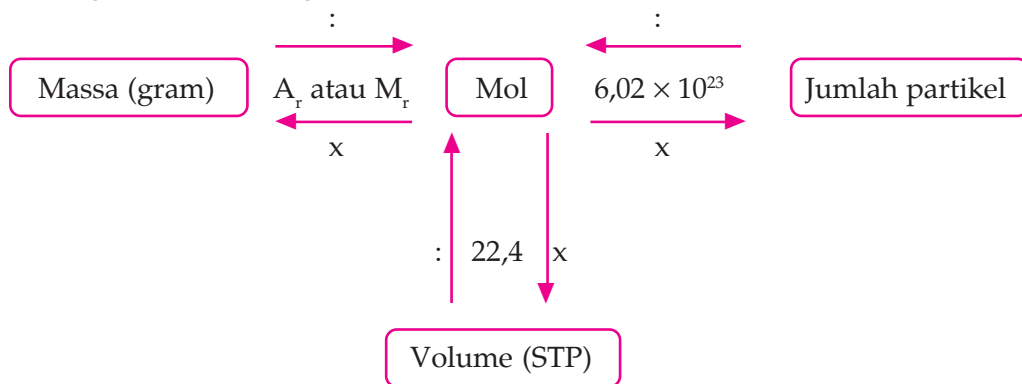 : :
Massa (gram) Aᵣ atau Mᵣ Mol 6,02 × 10²³ Jumlah partikel
x x
: 22,4 x
Volume (STP)